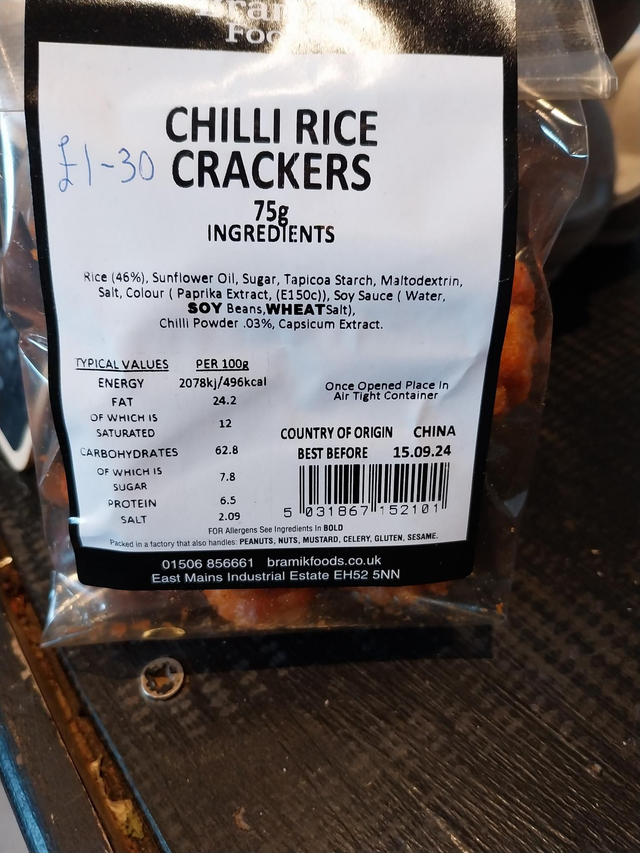 Foo
CHILLI RICE
£1-30 CRACKERS
75g
INGREDIENTS
Rice (46%), Sunflower Oil, Sugar, Tapicoa Starch, Maltodextrin,
Salt, Colour ( Paprika Extract, (E150c)), Soy Sauce ( Water,
SOY Beans,WHEATSalt),
Chilli Powder .03%, Capsicum Extract.
TYPICAL VALUES PER 100g
ENERGY 2078kj/496kcal
FAT 24.2
OF WHICH IS
SATURATED 12
CARBOHYDRATES 62.8
OF WHICH IS
SUGAR 7.8
PROTEIN 6.5
SALT 2.09
Once Opened Place In
Air Tight Container
COUNTRY OF ORIGIN CHINA
BEST BEFORE 15.09.24
5 031867 152101
FOR Allergens See Ingredients In BOLD
Packed in a factory that also handles: PEANUTS, NUTS, MUSTARD, CELERY, GLUTEN, SESAME.
01506 856661 bramikfoods.co.uk
East Mains Industrial Estate EH52 5NN